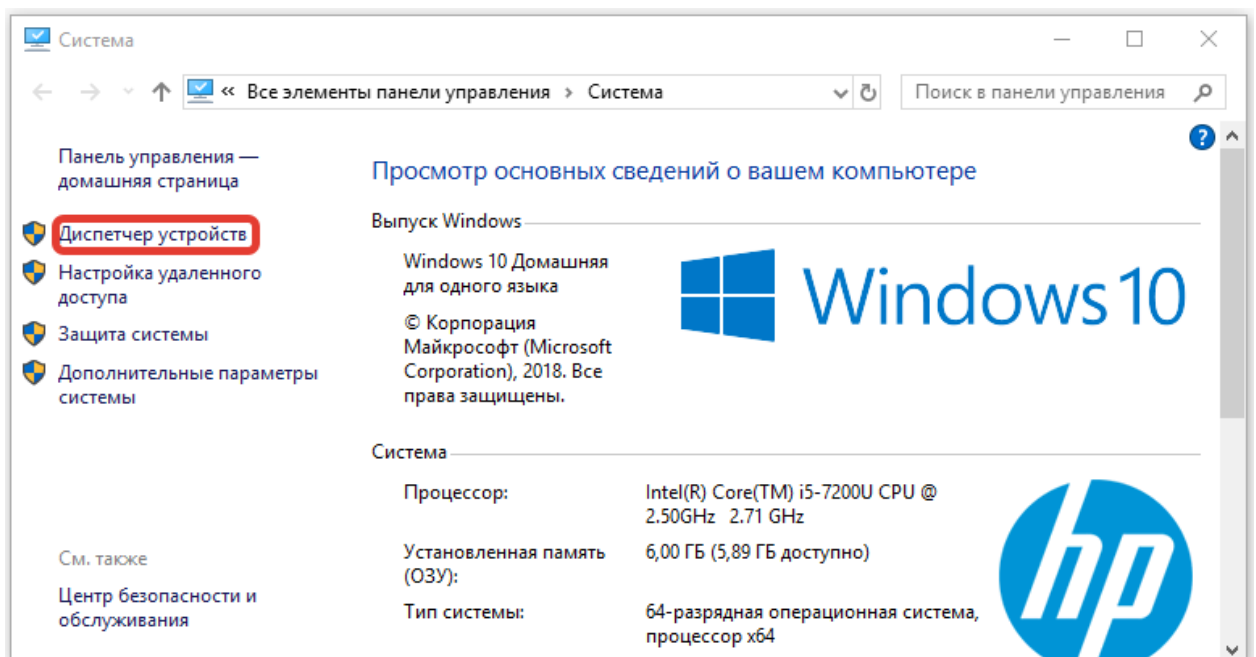 Система
« Все элементы панели управления › Система
Поиск в панели управления
Панель управления —
домашняя страница
Диспетчер устройств
Настройка удаленного
доступа
Защита системы
Дополнительные параметры
системы
См. также
Центр безопасности и
обслуживания
?
Просмотр основных сведений о вашем компьютере
Выпуск Windows
Windows 10 Домашняя
для одного языка
© Корпорация
Майкрософт (Microsoft
Corporation), 2018. Все
права защищены.
Windows 10
Система
Процессор: Intel(R) Core(TM) i5-7200U CPU @
2.50GHz 2.71 GHz
Установленная память 6,00 ГБ (5,89 ГБ доступно)
(ОЗУ):
Тип системы: 64-разрядная операционная система,
процессор x64
hp